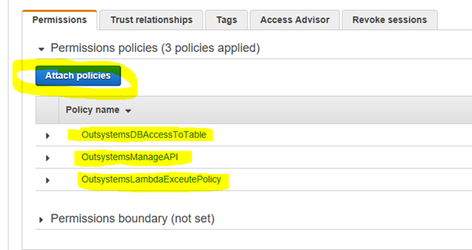 Permissions Trust relationships Tags Access Advisor Revoke sessions
Permissions policies (3 policies applied)
Attach policies
Policy name
OutsystemsDBAccessToTable
OutsystemsManageAPI
OutsystemsLambdaExceutePolicy
Permissions boundary (not set)